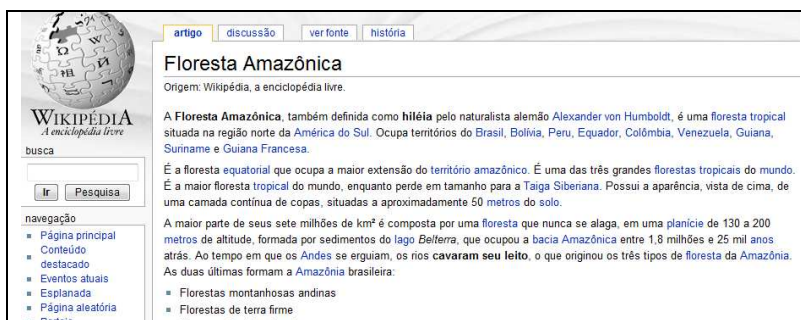 artigo discussão ver fonte história
Floresta Amazônica
Origem: Wikipédia, a enciclopédia livre.
A Floresta Amazônica, também definida como hiléia pelo naturalista alemão Alexander von Humboldt, é uma floresta tropical
situada na região norte da América do Sul. Ocupa territórios do Brasil, Bolívia, Peru, Equador, Colômbia, Venezuela, Guiana,
Suriname e Guiana Francesa.
É a floresta equatorial que ocupa a maior extensão do território amazônico. É uma das três grandes florestas tropicais do mundo.
É a maior floresta tropical do mundo, enquanto perde em tamanho para a Taiga Siberiana. Possui a aparência, vista de cima, de
uma camada contínua de copas, situadas a aproximadamente 50 metros do solo.
A maior parte de seus sete milhões de km² é composta por uma floresta que nunca se alaga, em uma planície de 130 a 200
metros de altitude, formada por sedimentos do lago Belterra, que ocupou a bacia Amazônica entre 1,8 milhões e 25 mil anos
atrás. Ao tempo em que os Andes se erguiam, os rios cavaram seu leito, o que originou os três tipos de floresta da Amazônia.
As duas últimas formam a Amazônia brasileira:
Florestas montanhosas andinas
Florestas de terra firme
WIKIPÉDIA
A enciclopédia livre
busca
Ir Pesquisa
navegação
Página principal
Conteúdo
destacado
Eventos atuais
Esplanada
Página aleatória